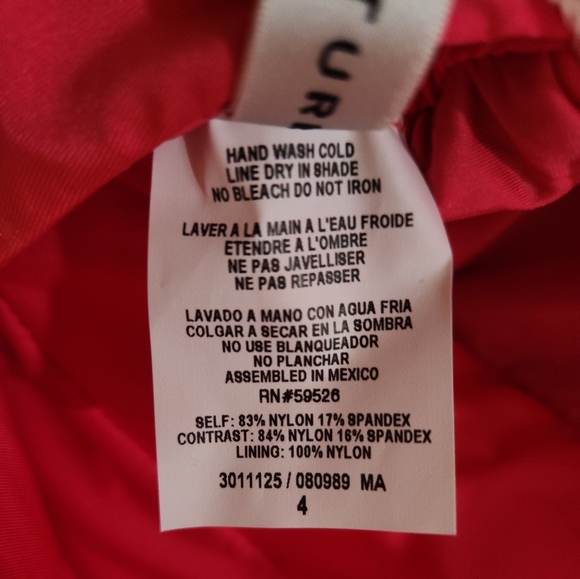 TUR
HAND WASH COLD
LINE DRY IN SHADE
NO BLEACH DO NOT IRON
LAVER A LA MAIN A L'EAU FROIDE
ETENDRE A L'OMBRE
NE PAS JAVELLISER
NE PAS REPASSER
LAVADO A MANO CON AGUA FRIA
COLGAR A SECAR EN LA SOMBRA
NO USE BLANQUEADOR
NO PLANCHAR
ASSEMBLED IN MEXICO
RN#59526
SELF: 83% NYLON 17% SPANDEX
CONTRAST: 84% NYLON 16% SPANDEX
LINING: 100% NYLON
3011125 / 080989 MA
4